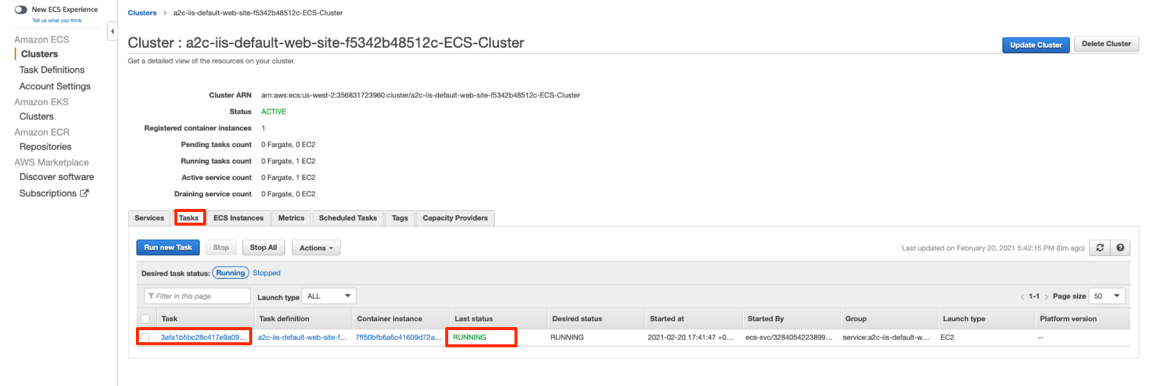 New ECS Experience
Tell us what you think
Amazon ECS
Clusters
Task Definitions
Account Settings
Amazon EKS
Clusters
Amazon ECR
Repositories
AWS Marketplace
Discover software
Subscriptions
Clusters > a2c-iis-default-web-site-f5342b48512c-ECS-Cluster
Cluster : a2c-iis-default-web-site-f5342b48512c-ECS-Cluster
Update Cluster Delete Cluster
Get a detailed view of the resources on your cluster.
Cluster ARN arn:aws:ecs:us-west-2:356831723960:cluster/a2c-iis-default-web-site-f5342b48512c-ECS-Cluster
Status ACTIVE
Registered container instances 1
Pending tasks count 0 Fargate, 0 EC2
Running tasks count 0 Fargate, 1 EC2
Active service count 0 Fargate, 1 EC2
Draining service count 0 Fargate, 0 EC2
Services Tasks ECS Instances Metrics Scheduled Tasks Tags Capacity Providers
Run new Task Stop Stop All Actions
Last updated on February 20, 2021 5:42:15 PM (0m ago)
Desired task status: Running Stopped
Filter in this page Launch type ALL < 1-1 > Page size 50
Task Task definition Container instance Last status Desired status Started at Started By Group Launch type Platform version
3afa1b5bc28c417e9a09... a2c-iis-default-web-site-f... 7ff50bfb6a6c41609d72a... RUNNING RUNNING 2021-02-20 17:41:47 +0... ecs-svc/3284054223899... service:a2c-iis-default-w... EC2 --